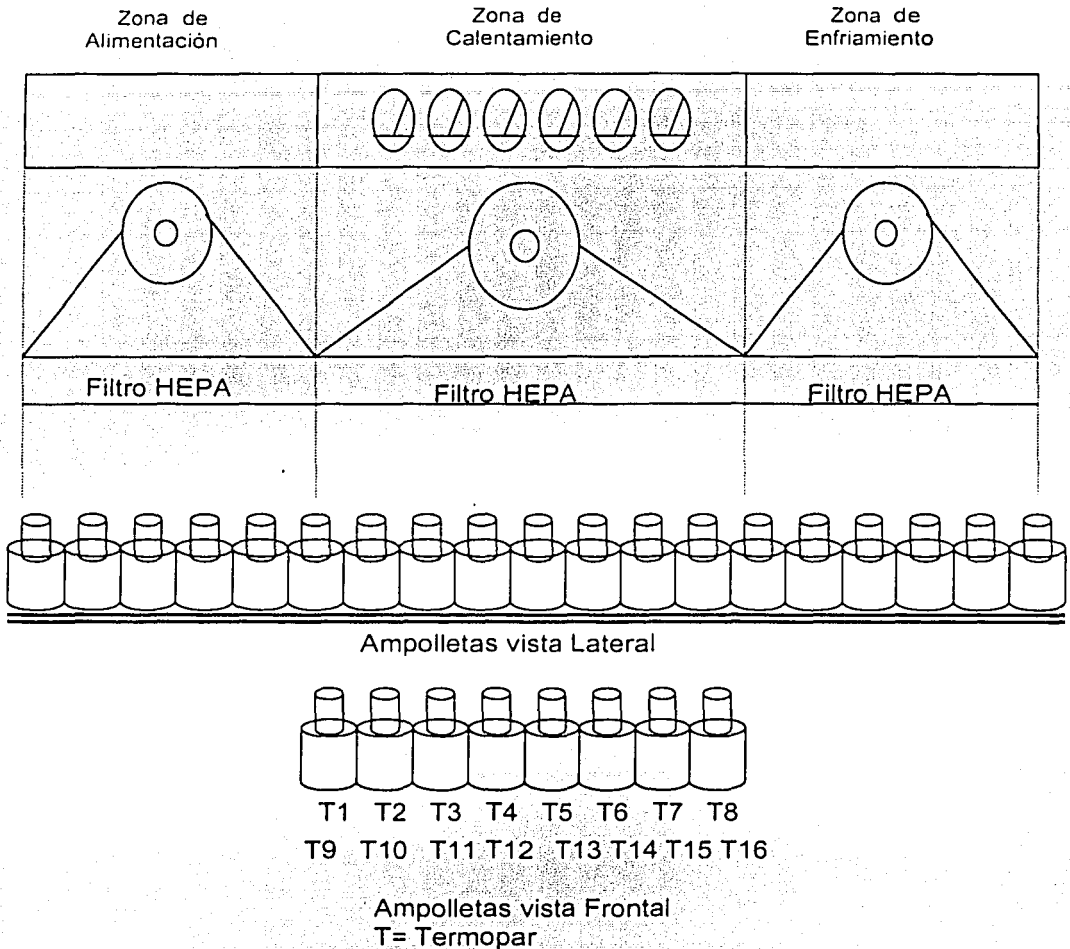 Zona de
Alimentación
Zona de
Calentamiento
Zona de
Enfriamiento
Filtro HEPA
Filtro HEPA
Filtro HEPA
Ampolletas vista Lateral
T1 T2 T3 T4 T5 T6 T7 T8
T9 T10 T11 T12 T13 T14 T15 T16
Ampolletas vista Frontal
T= Termopar